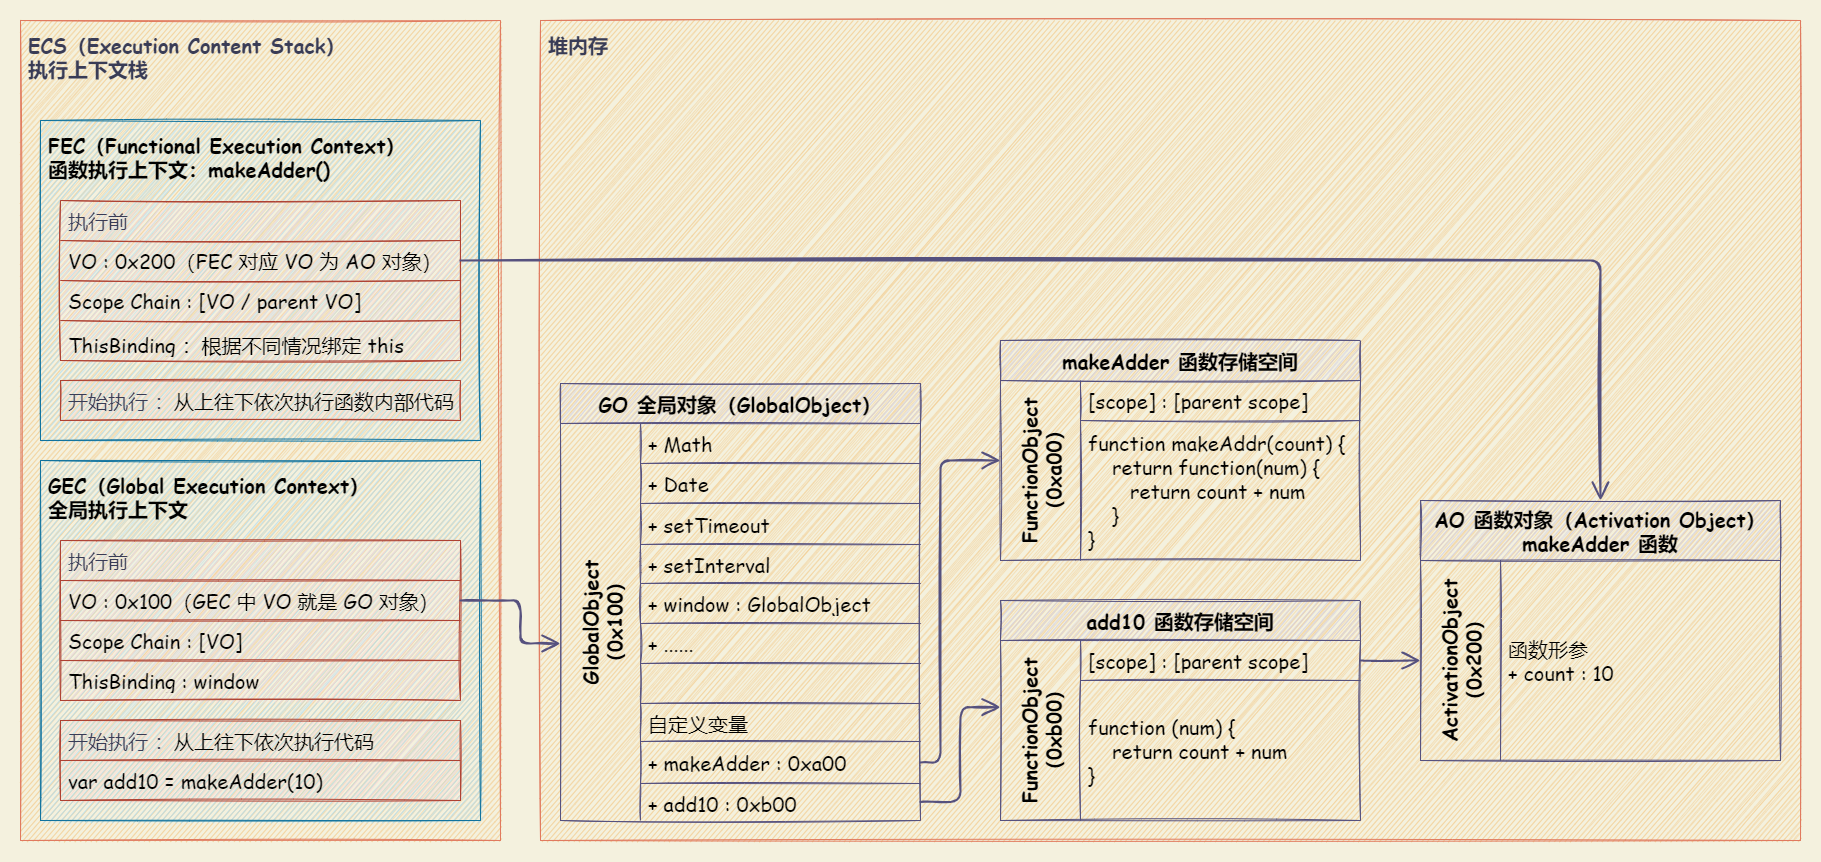 ECS（Execution Content Stack）
执行上下文栈
FEC（Functional Execution Context）
函数执行上下文：makeAdder()
执行前
VO : 0x200（FEC 对应 VO 为 AO 对象）
Scope Chain : [VO / parent VO]
ThisBinding ： 根据不同情况绑定 this
开始执行 ： 从上往下依次执行函数内部代码
GEC（Global Execution Context）
全局执行上下文
执行前
VO : 0x100（GEC 中 VO 就是 GO 对象）
Scope Chain : [VO]
ThisBinding : window
开始执行 ： 从上往下依次执行代码
var add10 = makeAdder(10)
堆内存
GO 全局对象（GlobalObject）
GlobalObject
(0x100)
+ Math
+ Date
+ setTimeout
+ setInterval
+ window : GlobalObject
+ ......
自定义变量
+ makeAdder : 0xa00
+ add10 : 0xb00
makeAdder 函数存储空间
FunctionObject
(0xa00)
[scope] : [parent scope]
function makeAddr(count) {
return function(num) {
return count + num
}
}
add10 函数存储空间
FunctionObject
(0xb00)
[scope] : [parent scope]
function (num) {
return count + num
}
AO 函数对象（Activation Object）
makeAdder 函数
ActivationObject
(0x200)
函数形参
+ count : 10